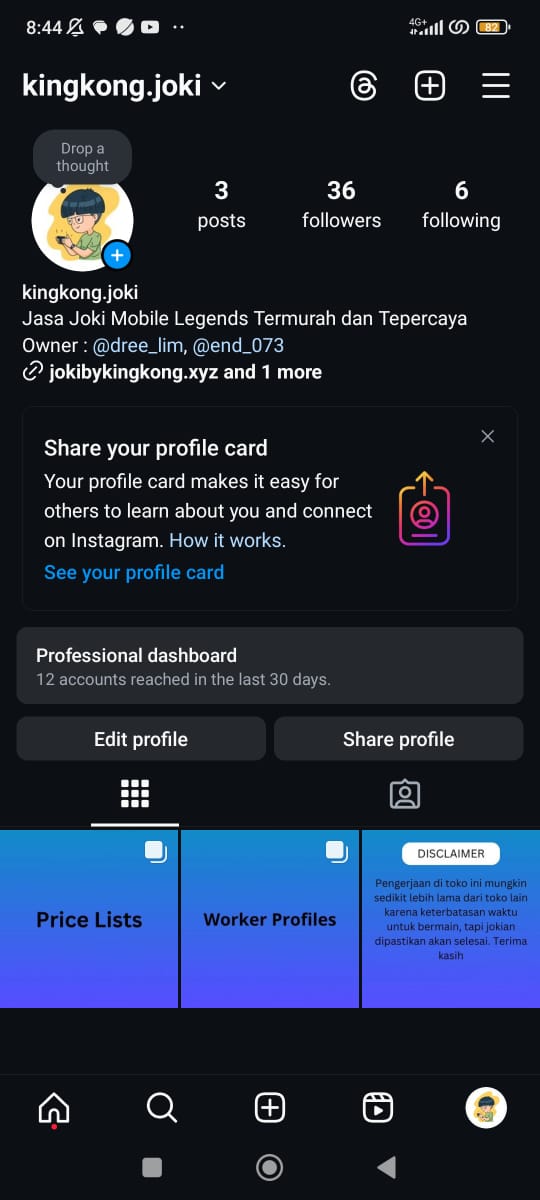 8:44
4G+
82
kingkong.joki
Drop a
thought
3
posts
36
followers
6
following
kingkong.joki
Jasa Joki Mobile Legends Termurah dan Tepercaya
Owner : @dree_lim, @end_073
jokibykingkong.xyz and 1 more
Share your profile card
Your profile card makes it easy for
others to learn about you and connect
on Instagram. How it works.
See your profile card
Professional dashboard
12 accounts reached in the last 30 days.
Edit profile
Share profile
Price Lists
Worker Profiles
DISCLAIMER
Pengerjaan di toko ini mungkin
sedikit lebih lama dari toko lain
karena keterbatasan waktu
untuk bermain, tapi jokian
dipastikan akan selesai. Terima
kasih